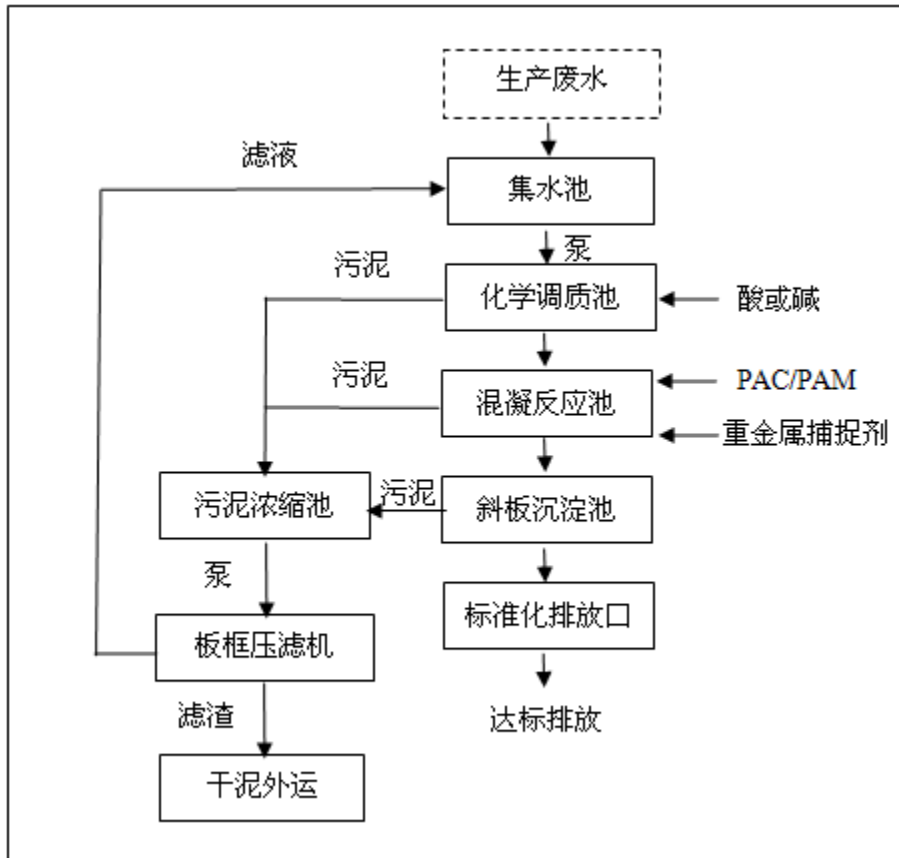 生产废水
滤液
集水池
泵
污泥
化学调质池
酸或碱
污泥
混凝反应池
PAC/PAM
重金属捕捉剂
污泥浓缩池
污泥
斜板沉淀池
泵
标准化排放口
板框压滤机
滤渣
达标排放
干泥外运